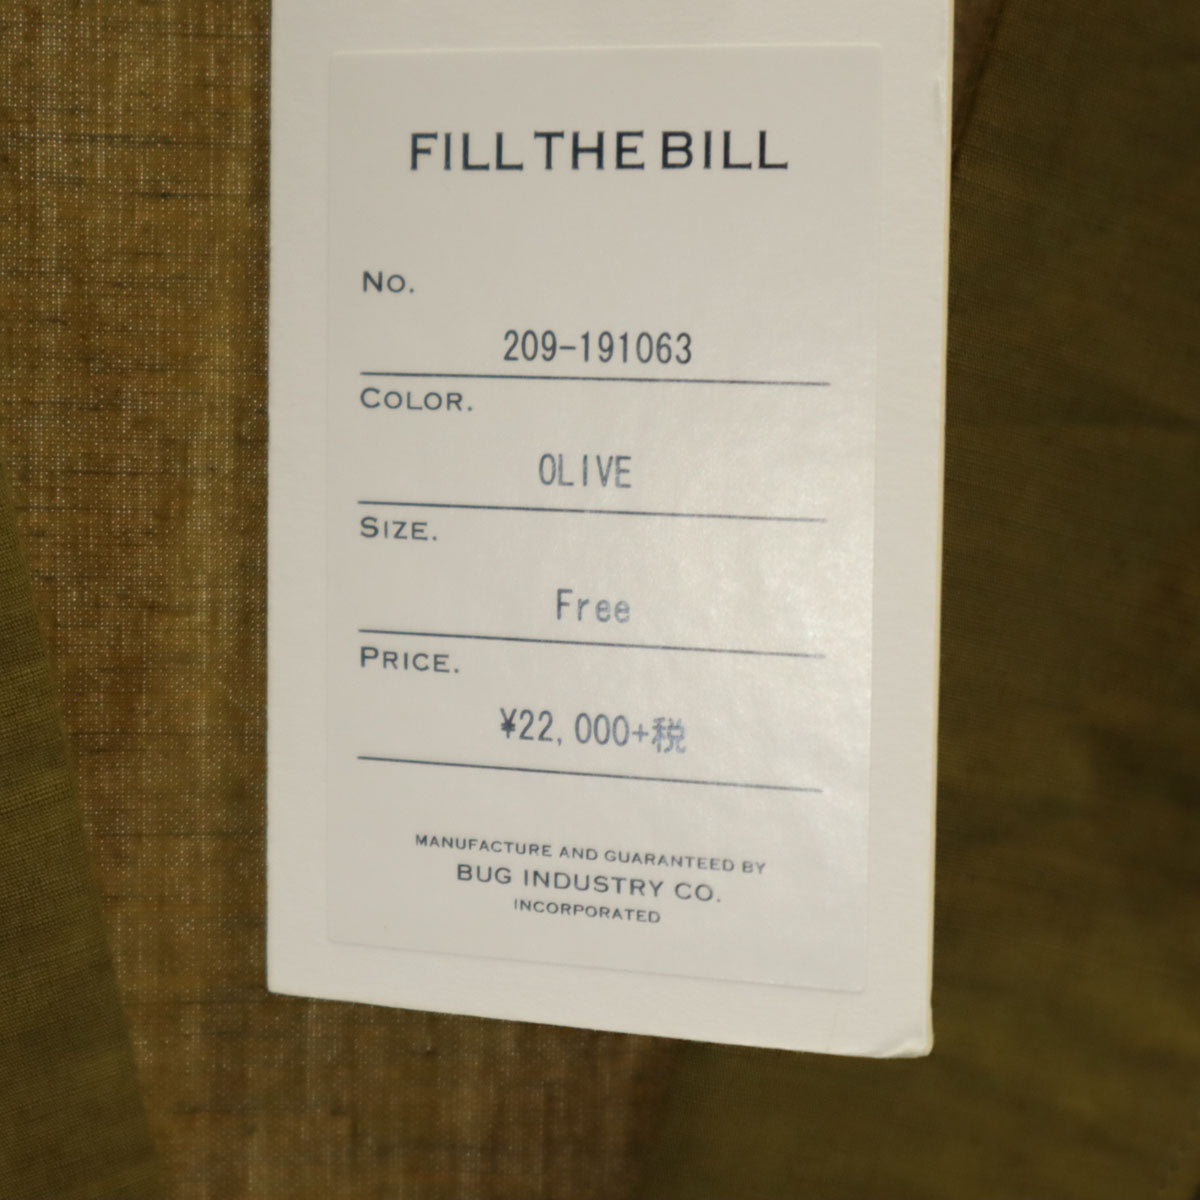 FILL THE BILL
No.
209-191063
COLOR.
OLIVE
SIZE.
Free
PRICE.
¥22,000+税
MANUFACTURE AND GUARANTEED BY
BUG INDUSTRY CO.
INCORPORATED